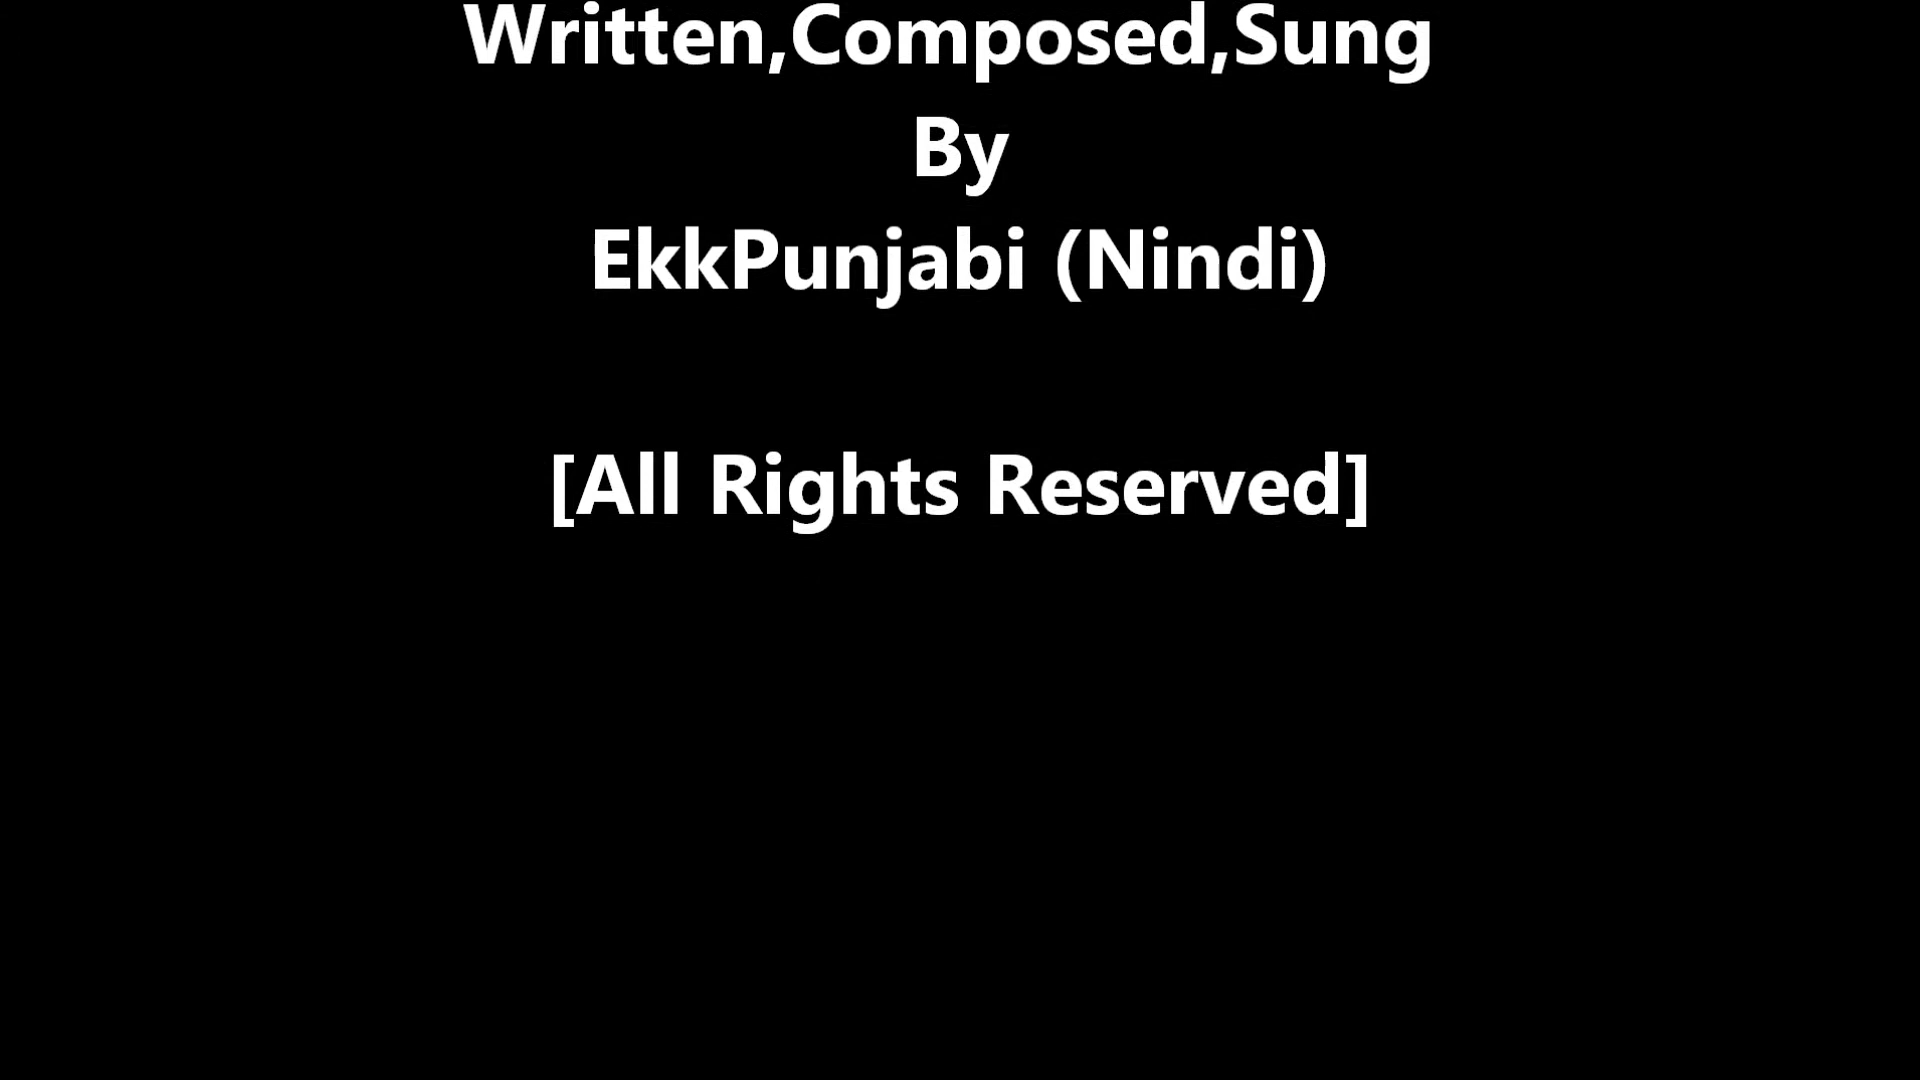 Written,Composed,Sung
By
EkkPunjabi (Nindi)
[All Rights Reserved]